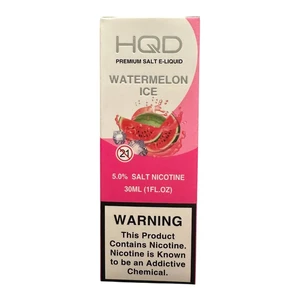 HQD
PREMIUM SALT E-LIQUID
WATERMELON
ICE
21
5.0% SALT NICOTINE
30ML (1FL.OZ)
WARNING
This Product
Contains Nicotine.
Nicotine is Known
to be an Addictive
Chemical.